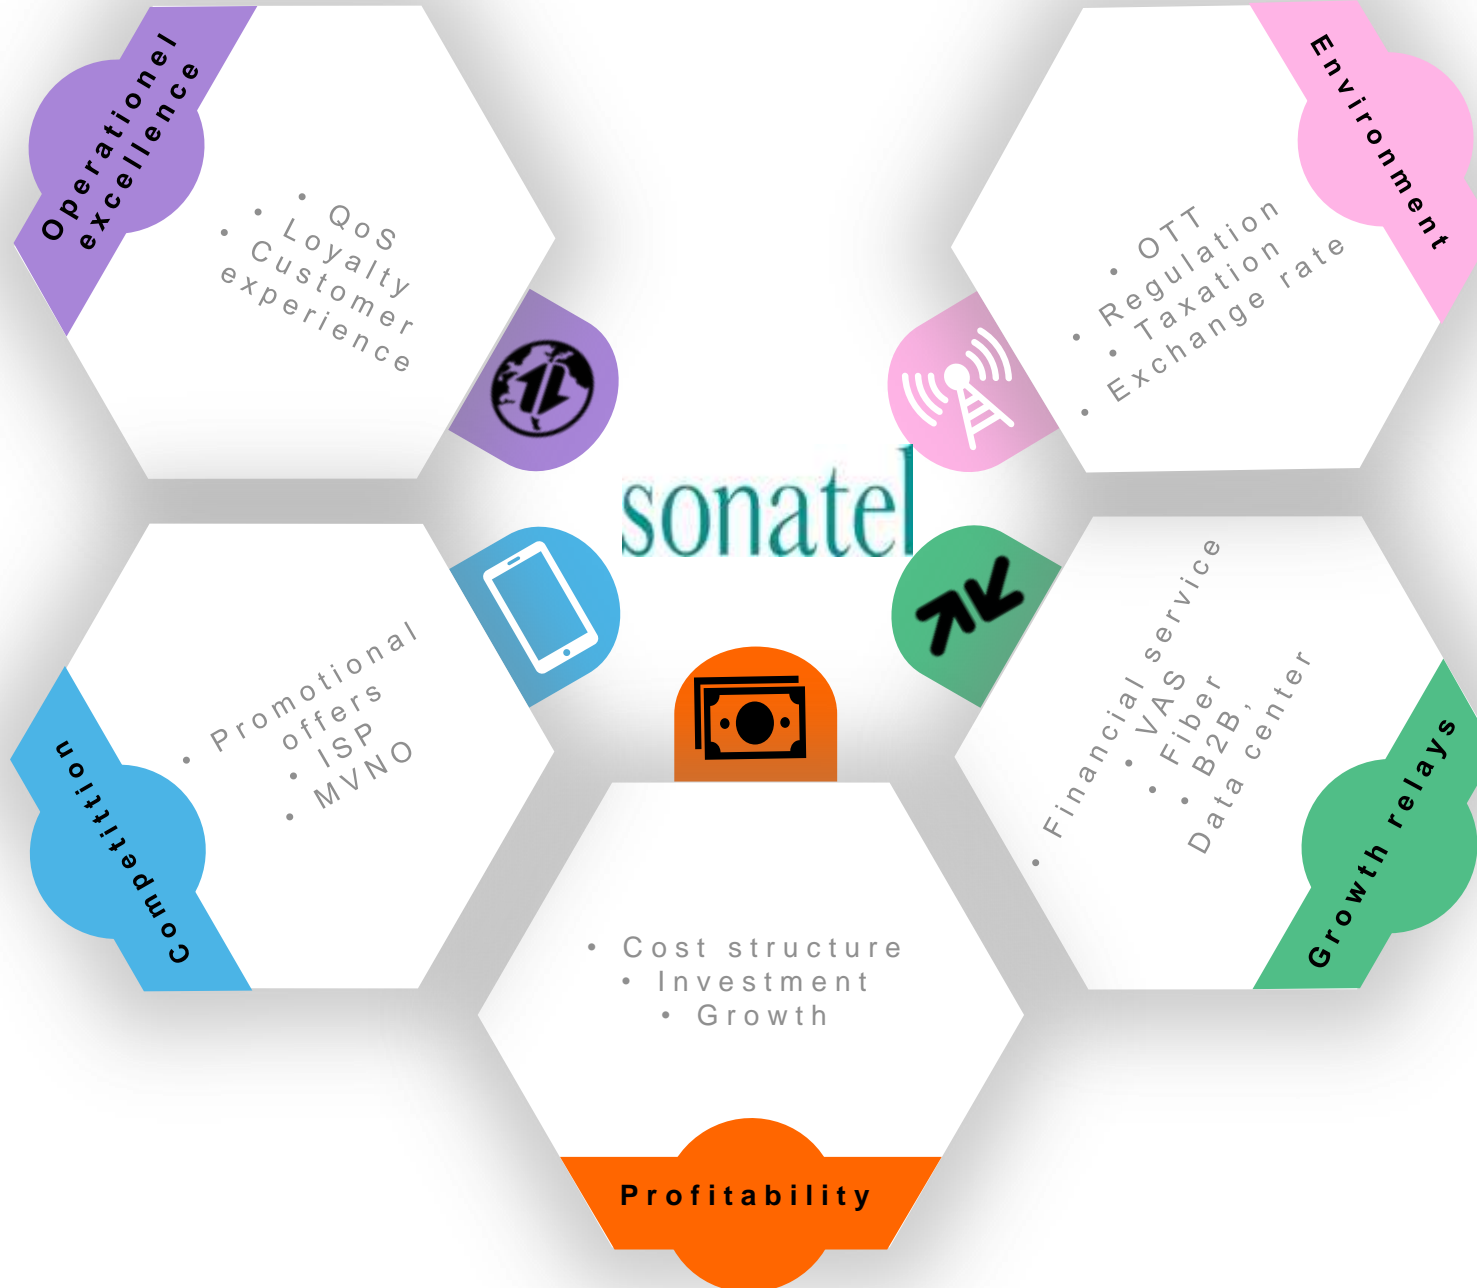 Operationel
excellence
• QoS
• Loyalty
• Customer
experience
Environment
• OTT
• Regulation
• Taxation
• Exchange rate
sonatel
Competition
• Promotional
offers
• ISP
• MVNO
• Financial service
• VAS
• Fiber
• B2B,
Data center
Growth relays
• Cost structure
• Investment
• Growth
Profitability